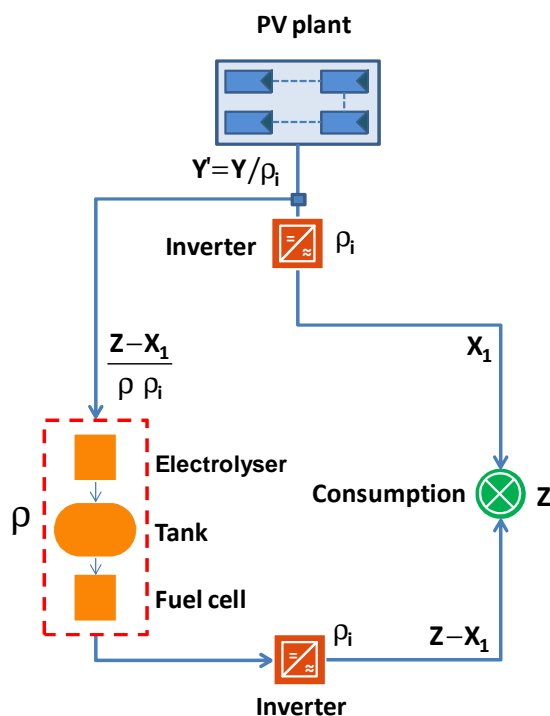 PV plant
Y'=Y/ρi
Inverter
ρi
X1
Z−X1
ρ ρi
Electrolyser
Consumption
Z
ρ
Tank
Fuel cell
ρi
Z−X1
Inverter